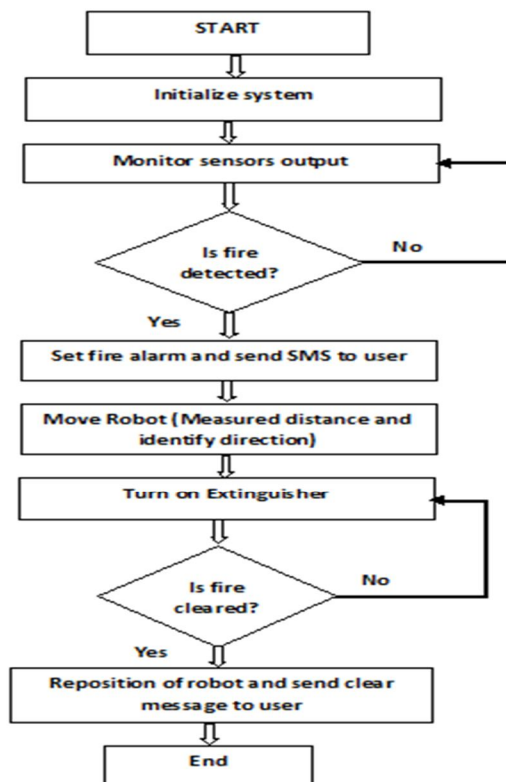 START
Initialize system
Monitor sensors output
Is fire
detected?
No
Yes
Set fire alarm and send SMS to user
Move Robot (Measured distance and
identify direction)
Turn on Extinguisher
Is fire
cleared?
No
Yes
Reposition of robot and send clear
message to user
End